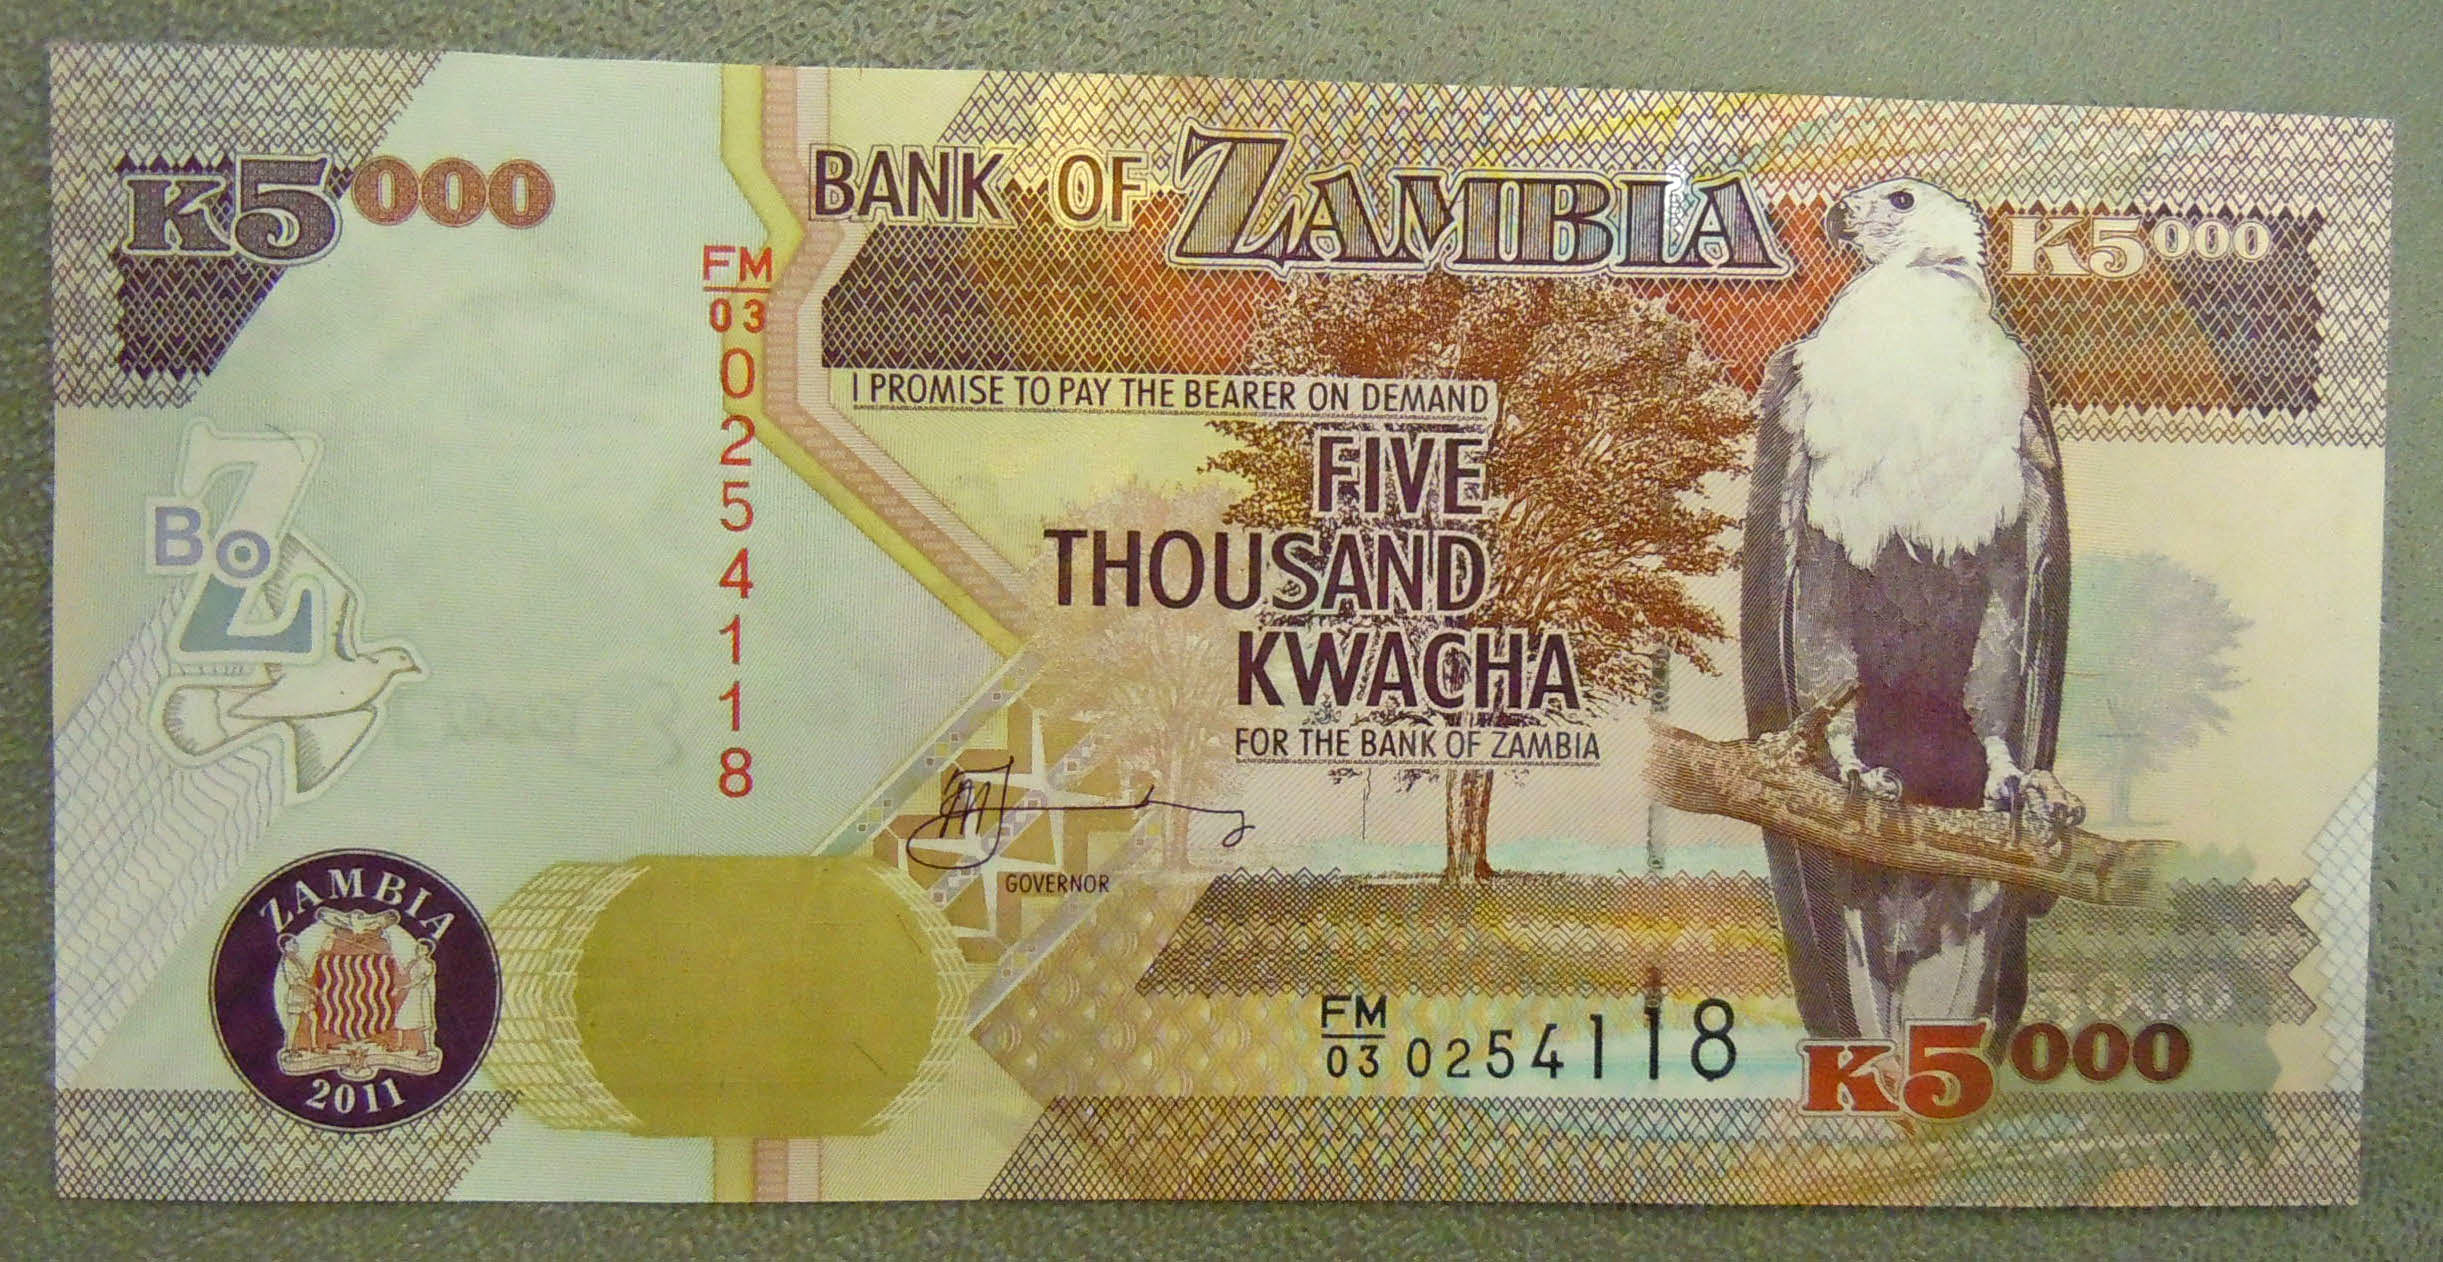 K5000
BANK OF ZAMBIA
K5000
FM
03
0254118
I PROMISE TO PAY THE BEARER ON DEMAND
FIVE
THOUSAND
KWACHA
FOR THE BANK OF ZAMBIA
BoZ
GOVERNOR
ZAMBIA
2011
FM
03 0254118
5000
K5000